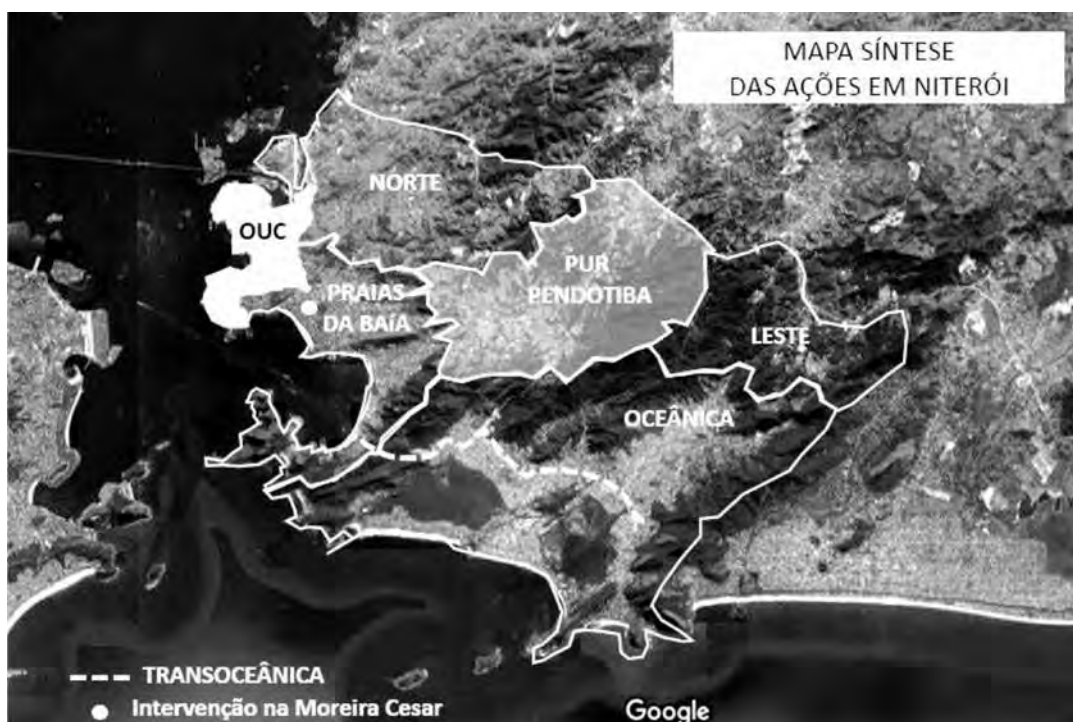 MAPA SÍNTESE
DAS AÇÕES EM NITERÓI
NORTE
OUC
PUR
PENDOTIBA
PRAIAS
DA BAÍA
LESTE
OCEÂNICA
TRANSOCEÂNICA
Intervenção na Moreira Cesar
Google